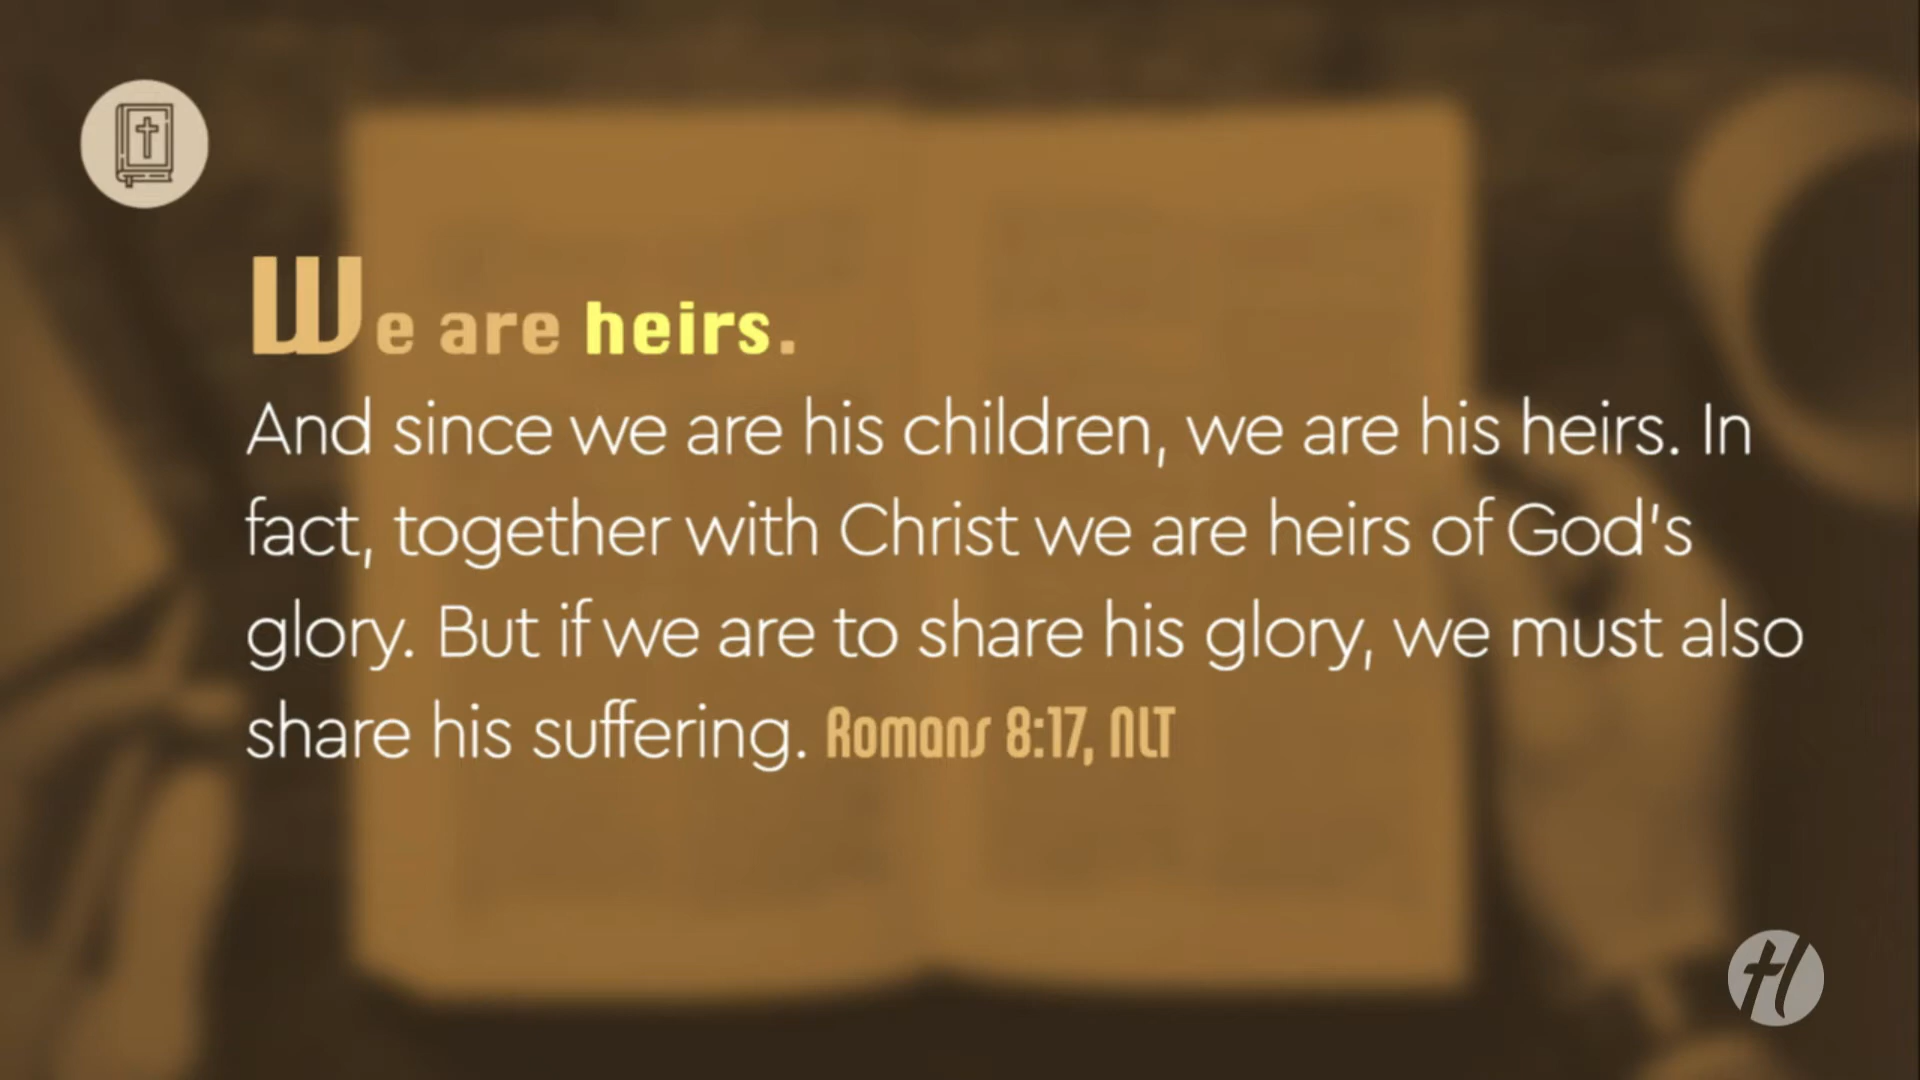 We are heirs.
And since we are his children, we are his heirs. In
fact, together with Christ we are heirs of God's
glory. But if we are to share his glory, we must also
share his suffering. Romans 8:17, NLT